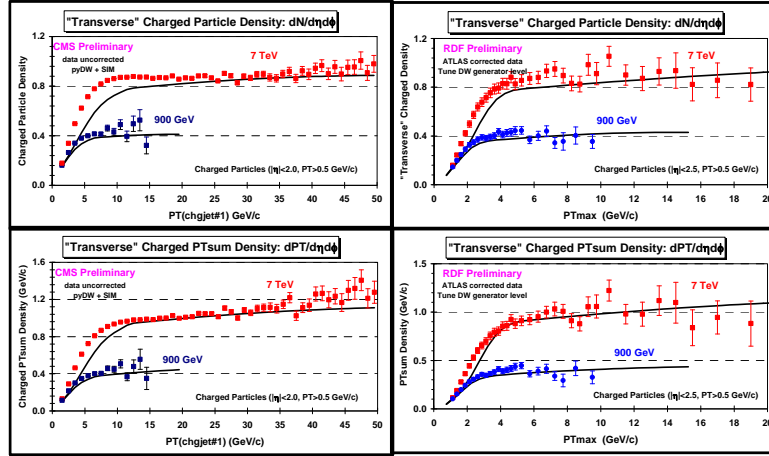 "Transverse" Charged Particle Density: dN/dηdφ
CMS Preliminary
data uncorrected
pyDW + SIM
7 TeV
900 GeV
Charged Particles (|η|<2.0, PT>0.5 GeV/c)
Charged Particle Density
1.2
0.8
0.4
0.0
0 5 10 15 20 25 30 35 40 45 50
PT(chgjet#1) GeV/c
"Transverse" Charged Particle Density: dN/dηdφ
RDF Preliminary
ATLAS corrected data
Tune DW generator level
7 TeV
900 GeV
Charged Particles (|η|<2.5, PT>0.5 GeV/c)
"Transverse" Charged Density
1.2
0.8
0.4
0.0
0 2 4 6 8 10 12 14 16 18 20
PTmax (GeV/c)
"Transverse" Charged PTsum Density: dPT/dηdφ
CMS Preliminary
data uncorrected
pyDW + SIM
7 TeV
900 GeV
Charged Particles (|η|<2.0, PT>0.5 GeV/c)
Charged PTsum Density (GeV/c)
1.6
1.2
0.8
0.4
0.0
0 5 10 15 20 25 30 35 40 45 50
PT(chgjet#1) (GeV/c)
"Transverse" Charged PTsum Density: dPT/dηdφ
RDF Preliminary
ATLAS corrected data
Tune DW generator level
7 TeV
900 GeV
Charged Particles (|η|<2.5, PT>0.5 GeV/c)
PTsum Density (GeV/c)
1.5
1.0
0.5
0.0
0 2 4 6 8 10 12 14 16 18 20
PTmax (GeV/c)